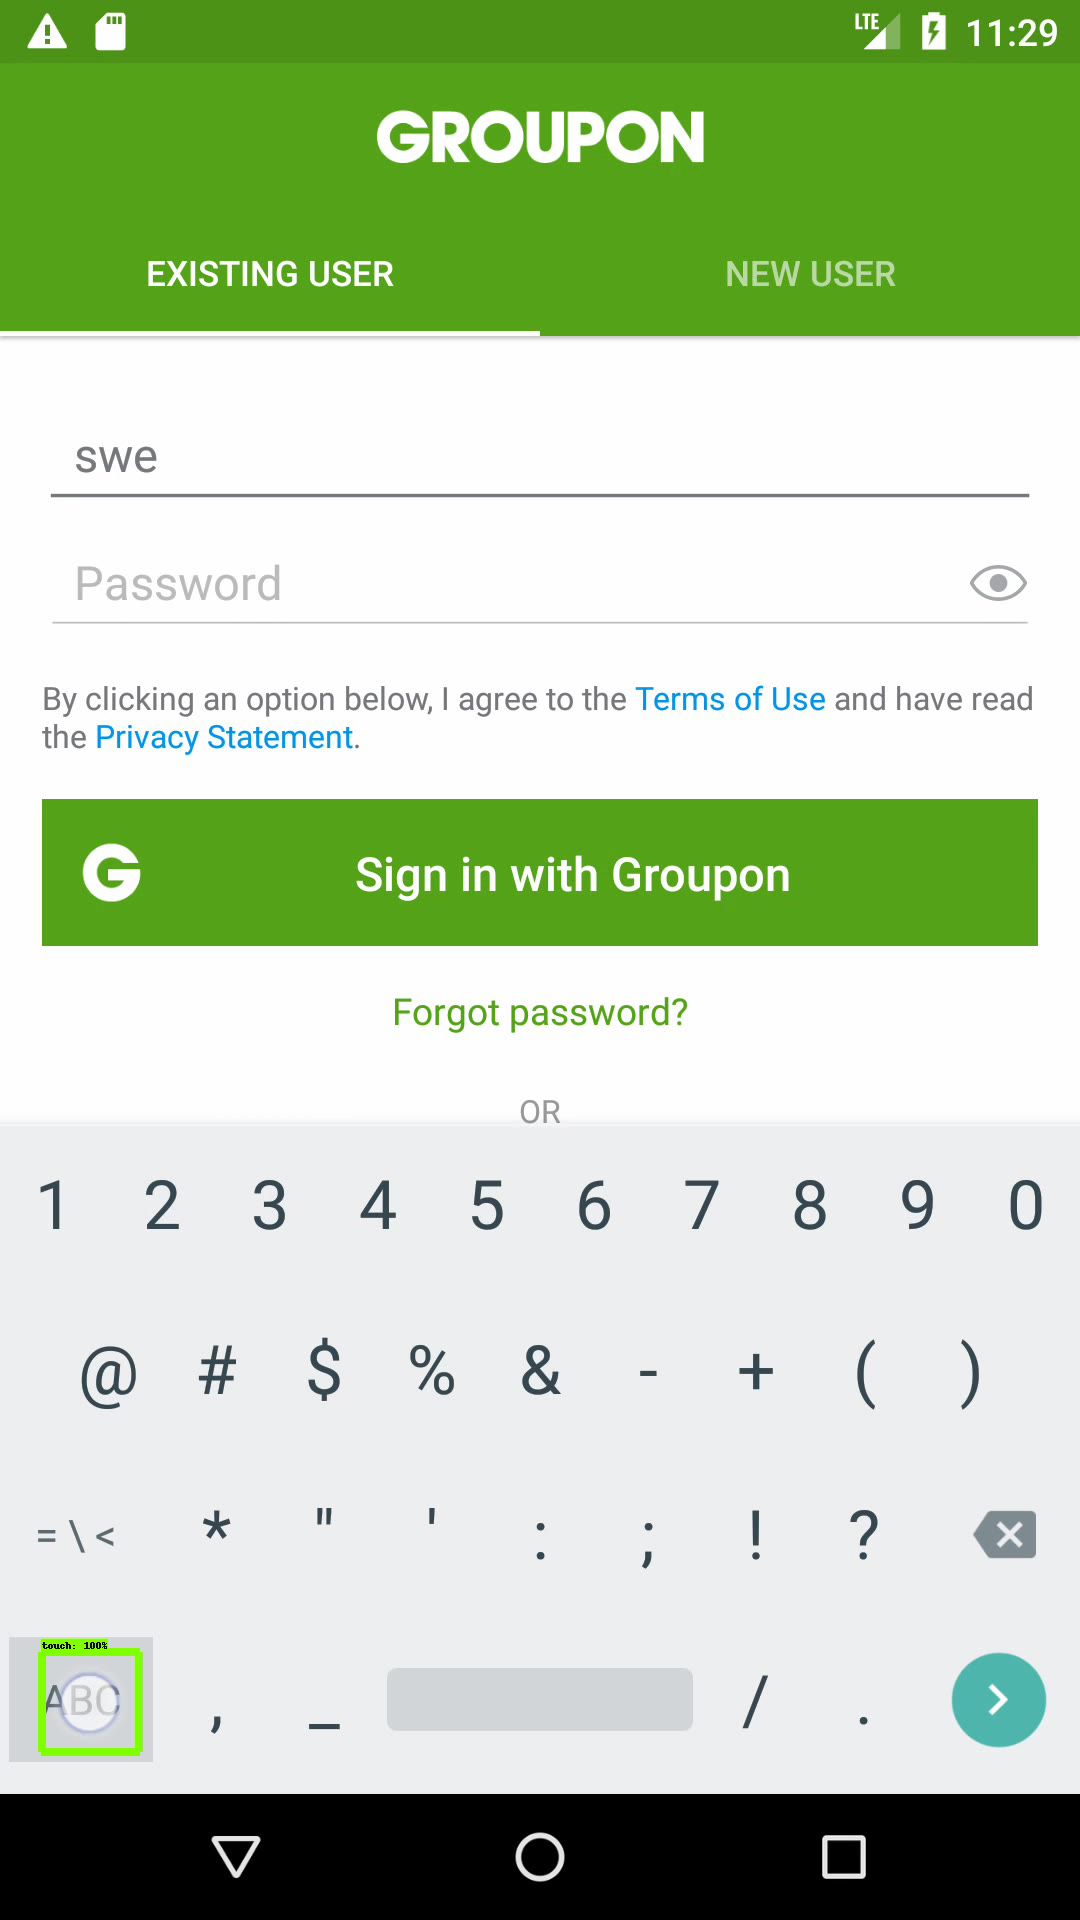 LTE 11:29
GROUPON
EXISTING USER NEW USER
swe
Password
By clicking an option below, I agree to the Terms of Use and have read
the Privacy Statement.
G Sign in with Groupon
Forgot password?
OR
1 2 3 4 5 6 7 8 9 0
@ # $ % & - + ( )
= \ < * " ' : ; ! ?
touch: 100%
ABC , _ / .